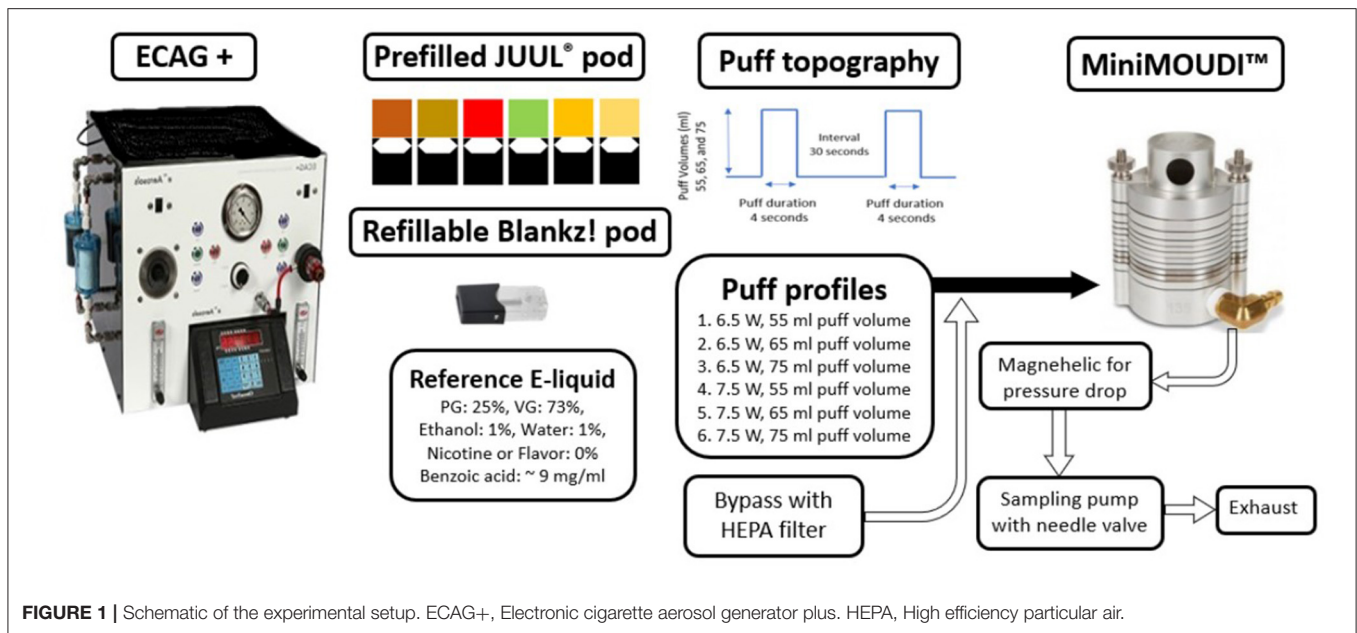 ECAG +
Prefilled JUUL® pod
Refillable Blankz! pod
Reference E-liquid
PG: 25%, VG: 73%,
Ethanol: 1%, Water: 1%,
Nicotine or Flavor: 0%
Benzoic acid: ~ 9 mg/ml
Puff topography
Puff Volumes (ml)
55, 65, and 75
Interval
30 seconds
Puff duration
4 seconds
Puff duration
4 seconds
Puff profiles
1. 6.5 W, 55 ml puff volume
2. 6.5 W, 65 ml puff volume
3. 6.5 W, 75 ml puff volume
4. 7.5 W, 55 ml puff volume
5. 7.5 W, 65 ml puff volume
6. 7.5 W, 75 ml puff volume
Bypass with
HEPA filter
MiniMOUDI™
Magnehelic for
pressure drop
Sampling pump
with needle valve
Exhaust
FIGURE 1 | Schematic of the experimental setup. ECAG+, Electronic cigarette aerosol generator plus. HEPA, High efficiency particular air.